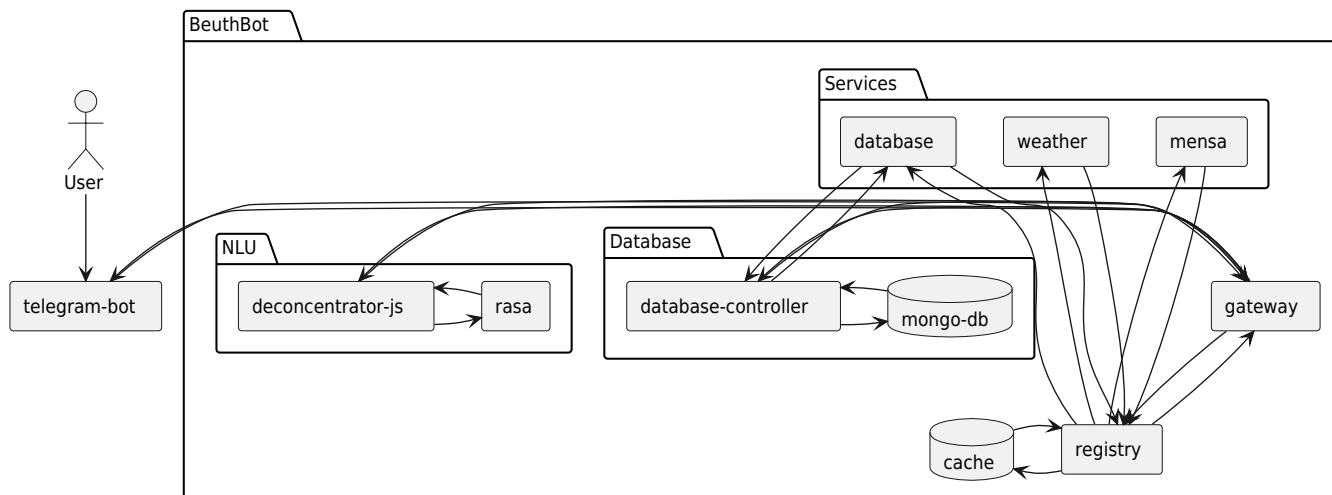 BeuthBot
Services
database
weather
mensa
User
NLU
Database
telegram-bot
deconcentrator-js
rasa
database-controller
mongo-db
gateway
cache
registry